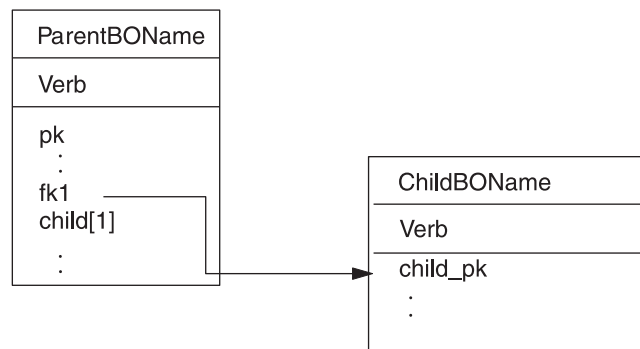 ParentBOName
Verb
pk
.
.
fk1
child[1]
.
.
ChildBOName
Verb
child_pk
.
.